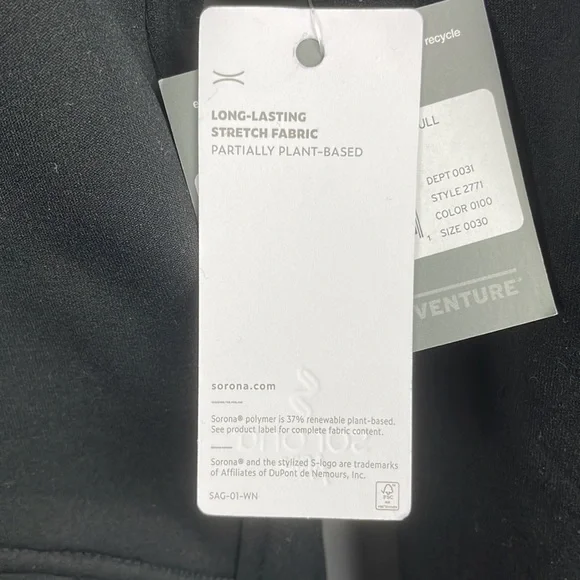 LONG-LASTING
STRETCH FABRIC
PARTIALLY PLANT-BASED
sorona.com
Sorona® polymer is 37% renewable plant-based.
See product label for complete fabric content.
Sorona® and the stylized S-logo are trademarks
of Affiliates of DuPont de Nemours, Inc.
SAG-01-WN
FSC
recycle
DEPT 0031
STYLE 2771
COLOR 0100
1 SIZE 0030
VENTURE®